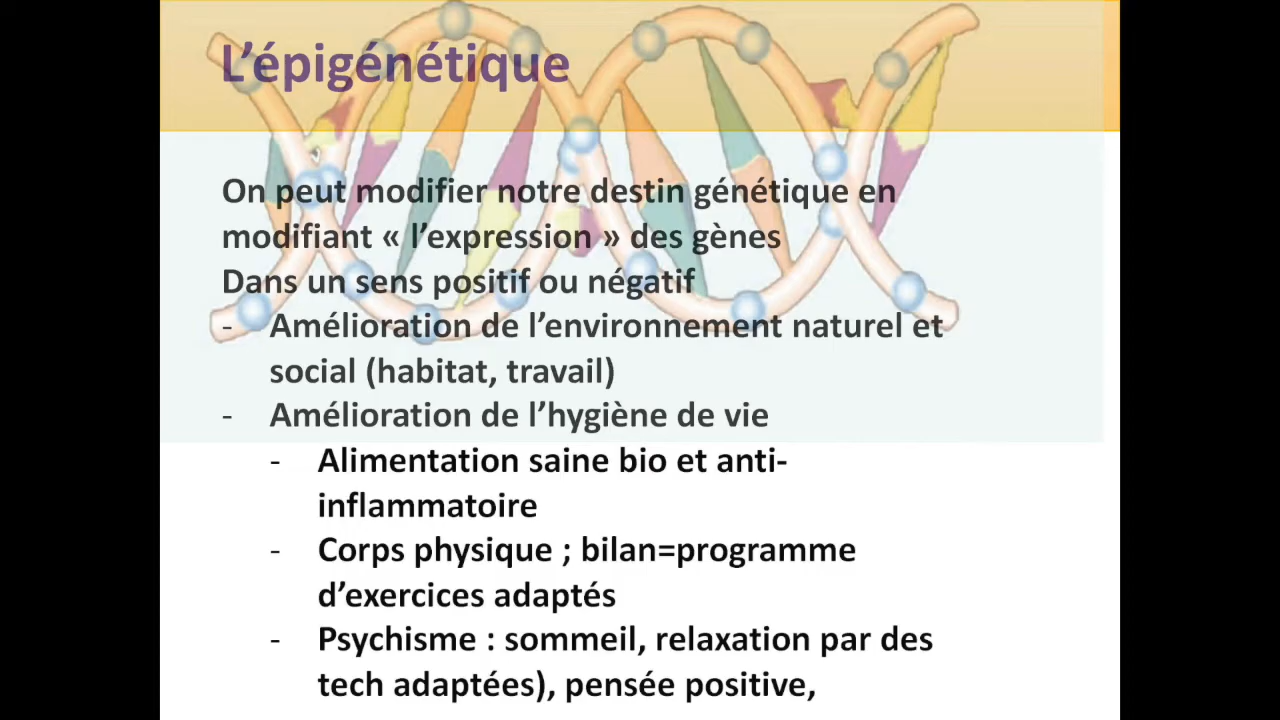 L’épigénétique
On peut modifier notre destin génétique en
modifiant « l’expression » des gènes
Dans un sens positif ou négatif
- Amélioration de l’environnement naturel et
social (habitat, travail)
- Amélioration de l’hygiène de vie
- Alimentation saine bio et anti-
inflammatoire
- Corps physique ; bilan=programme
d’exercices adaptés
- Psychisme : sommeil, relaxation par des
tech adaptées), pensée positive,